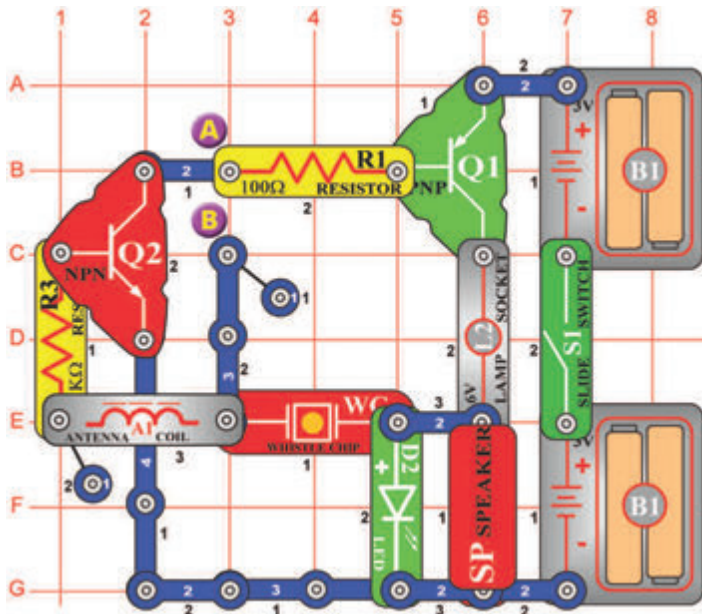 1 2 3 4 5 6 7 8
A
2
2
3V
1
+
A
B
2
1
100Ω
R1
RESISTOR
2
PNP
Q1
1
B1
-
B
C
NPN
Q2
2
1
1
R3
RES
KΩ
1
D
3
2
L2
LAMP SOCKET
6V
2
S1
SLIDE SWITCH
2
E
ANTENNA A1 COIL
3
WC
WHISTLE CHIP
1
3
2
3V
+
D2
+
LED
2
SP SPEAKER
1
1
B1
-
2
1
4
1
F
G
2
2
3
1
2
3
2
2